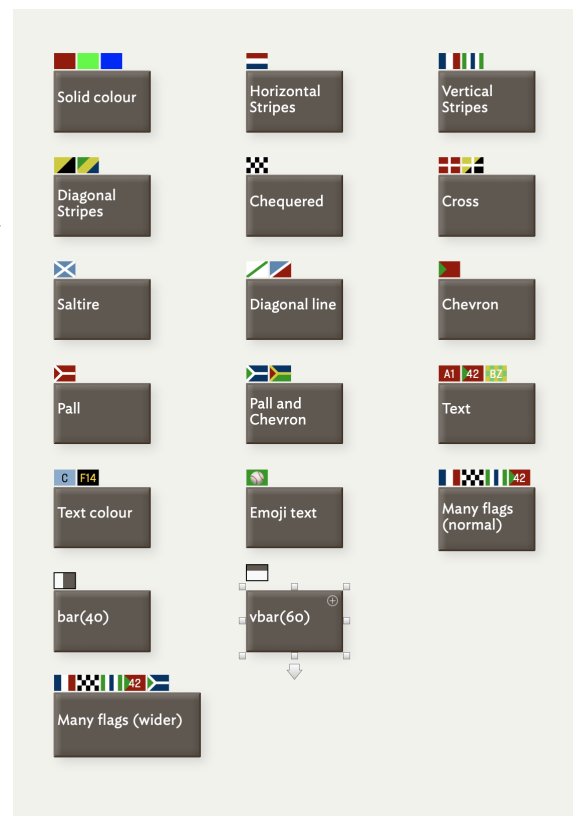 Solid colour
Horizontal
Stripes
Vertical
Stripes
Diagonal
Stripes
Chequered
Cross
Saltire
Diagonal line
Chevron
A1 42 BZ
Pall
Pall and
Chevron
Text
C F14
42
Text colour
Emoji text
Many flags
(normal)
bar(40)
vbar(60)
42
Many flags (wider)